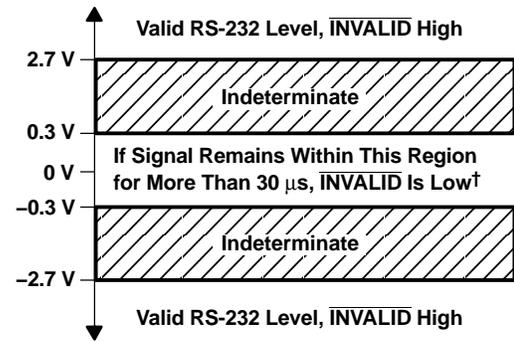 Valid RS-232 Level, INVALID High
2.7 V
Indeterminate
0.3 V
If Signal Remains Within This Region
0 V
for More Than 30 μs, INVALID Is Low†
−0.3 V
Indeterminate
−2.7 V
Valid RS-232 Level, INVALID High